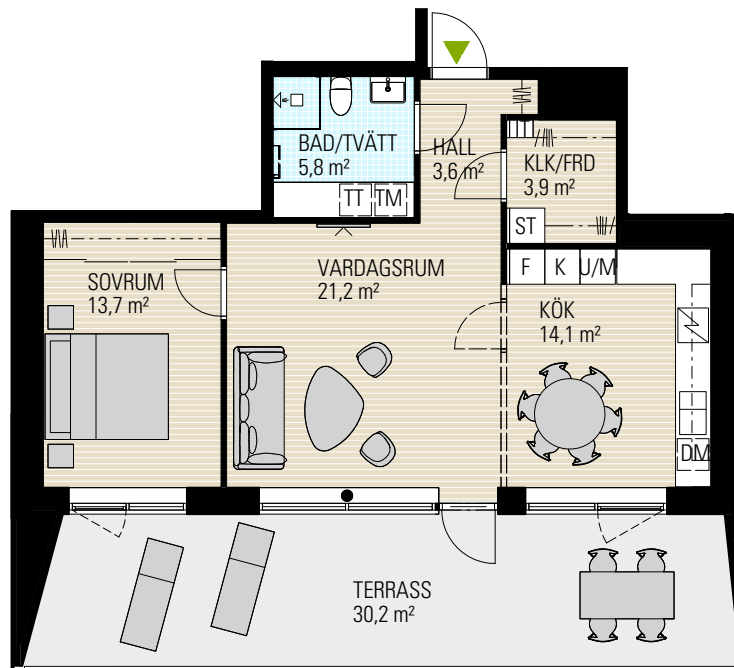 BAD/TVÄTT
5,8 m²
HALL
3,6 m²
KLK/FRD
3,9 m²
TT
TM
ST
F
K
U/M
SOVRUM
13,7 m²
VARDAGSRUM
21,2 m²
KÖK
14,1 m²
DM
TERRASS
30,2 m²